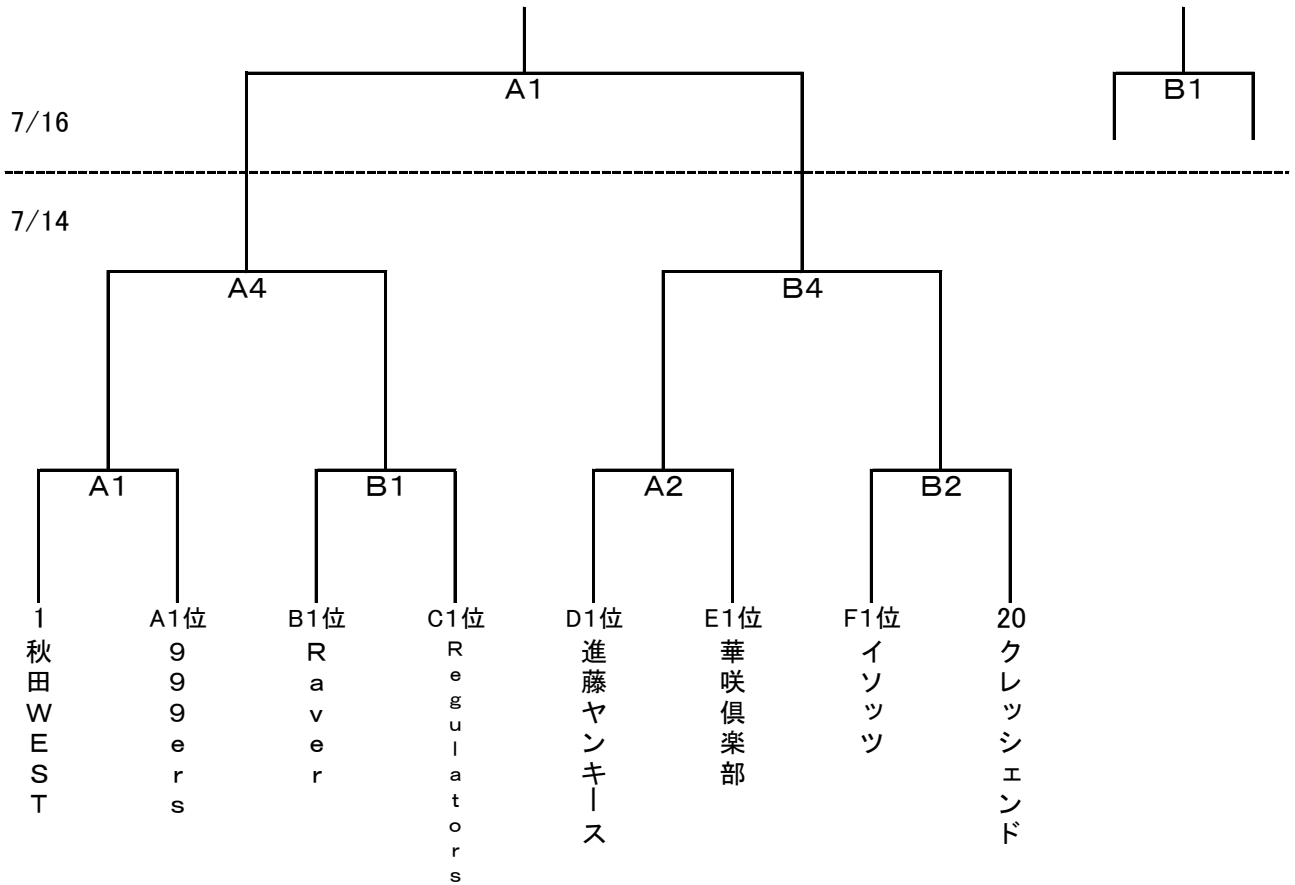 A1
B1
7/16
7/14
A4
B4
A1
B1
A2
B2
1
A1位
B1位
C1位
D1位
E1位
F1位
20
秋田WEST
999ers
Raver
Regulators
進藤ヤンキース
華咲倶楽部
イソッツ
クレッシェンド